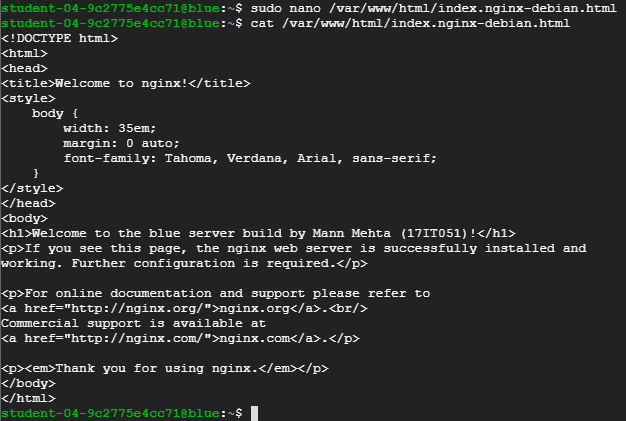 student-04-9c2775e4cc71@blue:~$ sudo nano /var/www/html/index.nginx-debian.html
student-04-9c2775e4cc71@blue:~$ cat /var/www/html/index.nginx-debian.html
<!DOCTYPE html>
<html>
<head>
<title>Welcome to nginx!</title>
<style>
    body {
        width: 35em;
        margin: 0 auto;
        font-family: Tahoma, Verdana, Arial, sans-serif;
    }
</style>
</head>
<body>
<h1>Welcome to the blue server build by Mann Mehta (17IT051)!</h1>
<p>If you see this page, the nginx web server is successfully installed and
working. Further configuration is required.</p>

<p>For online documentation and support please refer to
<a href="http://nginx.org/">nginx.org</a>.<br/>
Commercial support is available at
<a href="http://nginx.com/">nginx.com</a>.</p>

<p><em>Thank you for using nginx.</em></p>
</body>
</html>
student-04-9c2775e4cc71@blue:~$